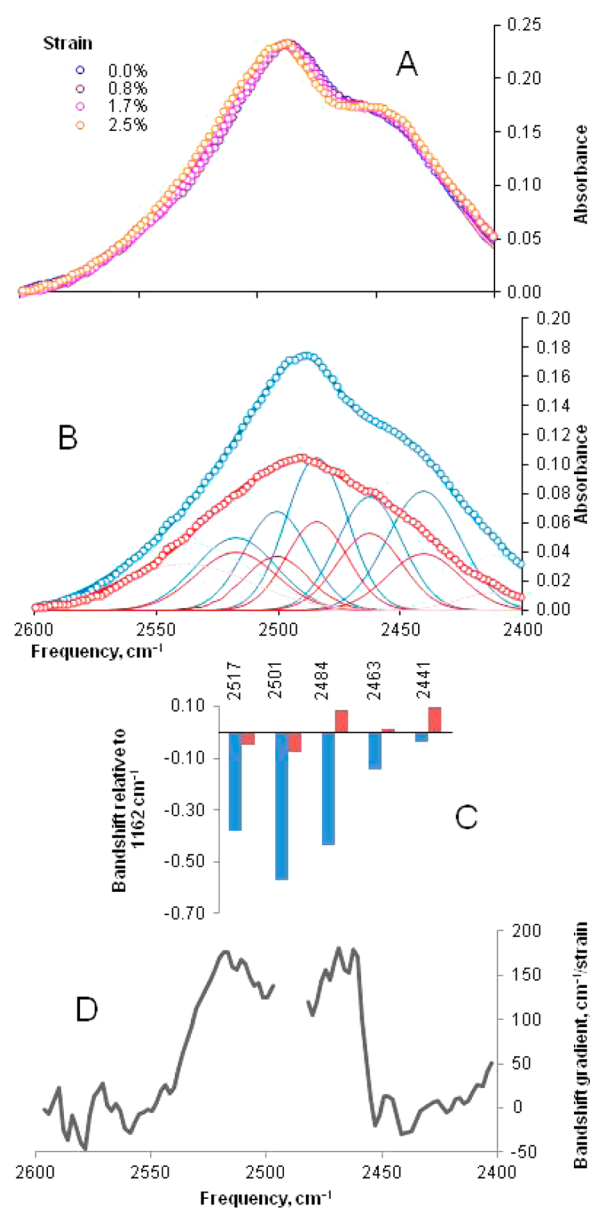 Strain
0.0%
0.8%
1.7%
2.5%
A
0.25
0.20
0.15
0.10
0.05
0.00
Absorbance
B
0.20
0.18
0.16
0.14
0.12
0.10
0.08
0.06
0.04
0.02
0.00
Absorbance
2600 2550 2500 2450 2400
Frequency, cm⁻¹
2517 2501 2484 2463 2441
0.10
-0.10
-0.30
-0.50
-0.70
Bandshift relative to
1162 cm⁻¹
C
D
200
150
100
50
0
-50
Bandshift gradient, cm⁻¹/strain
2600 2550 2500 2450 2400
Frequency, cm⁻¹